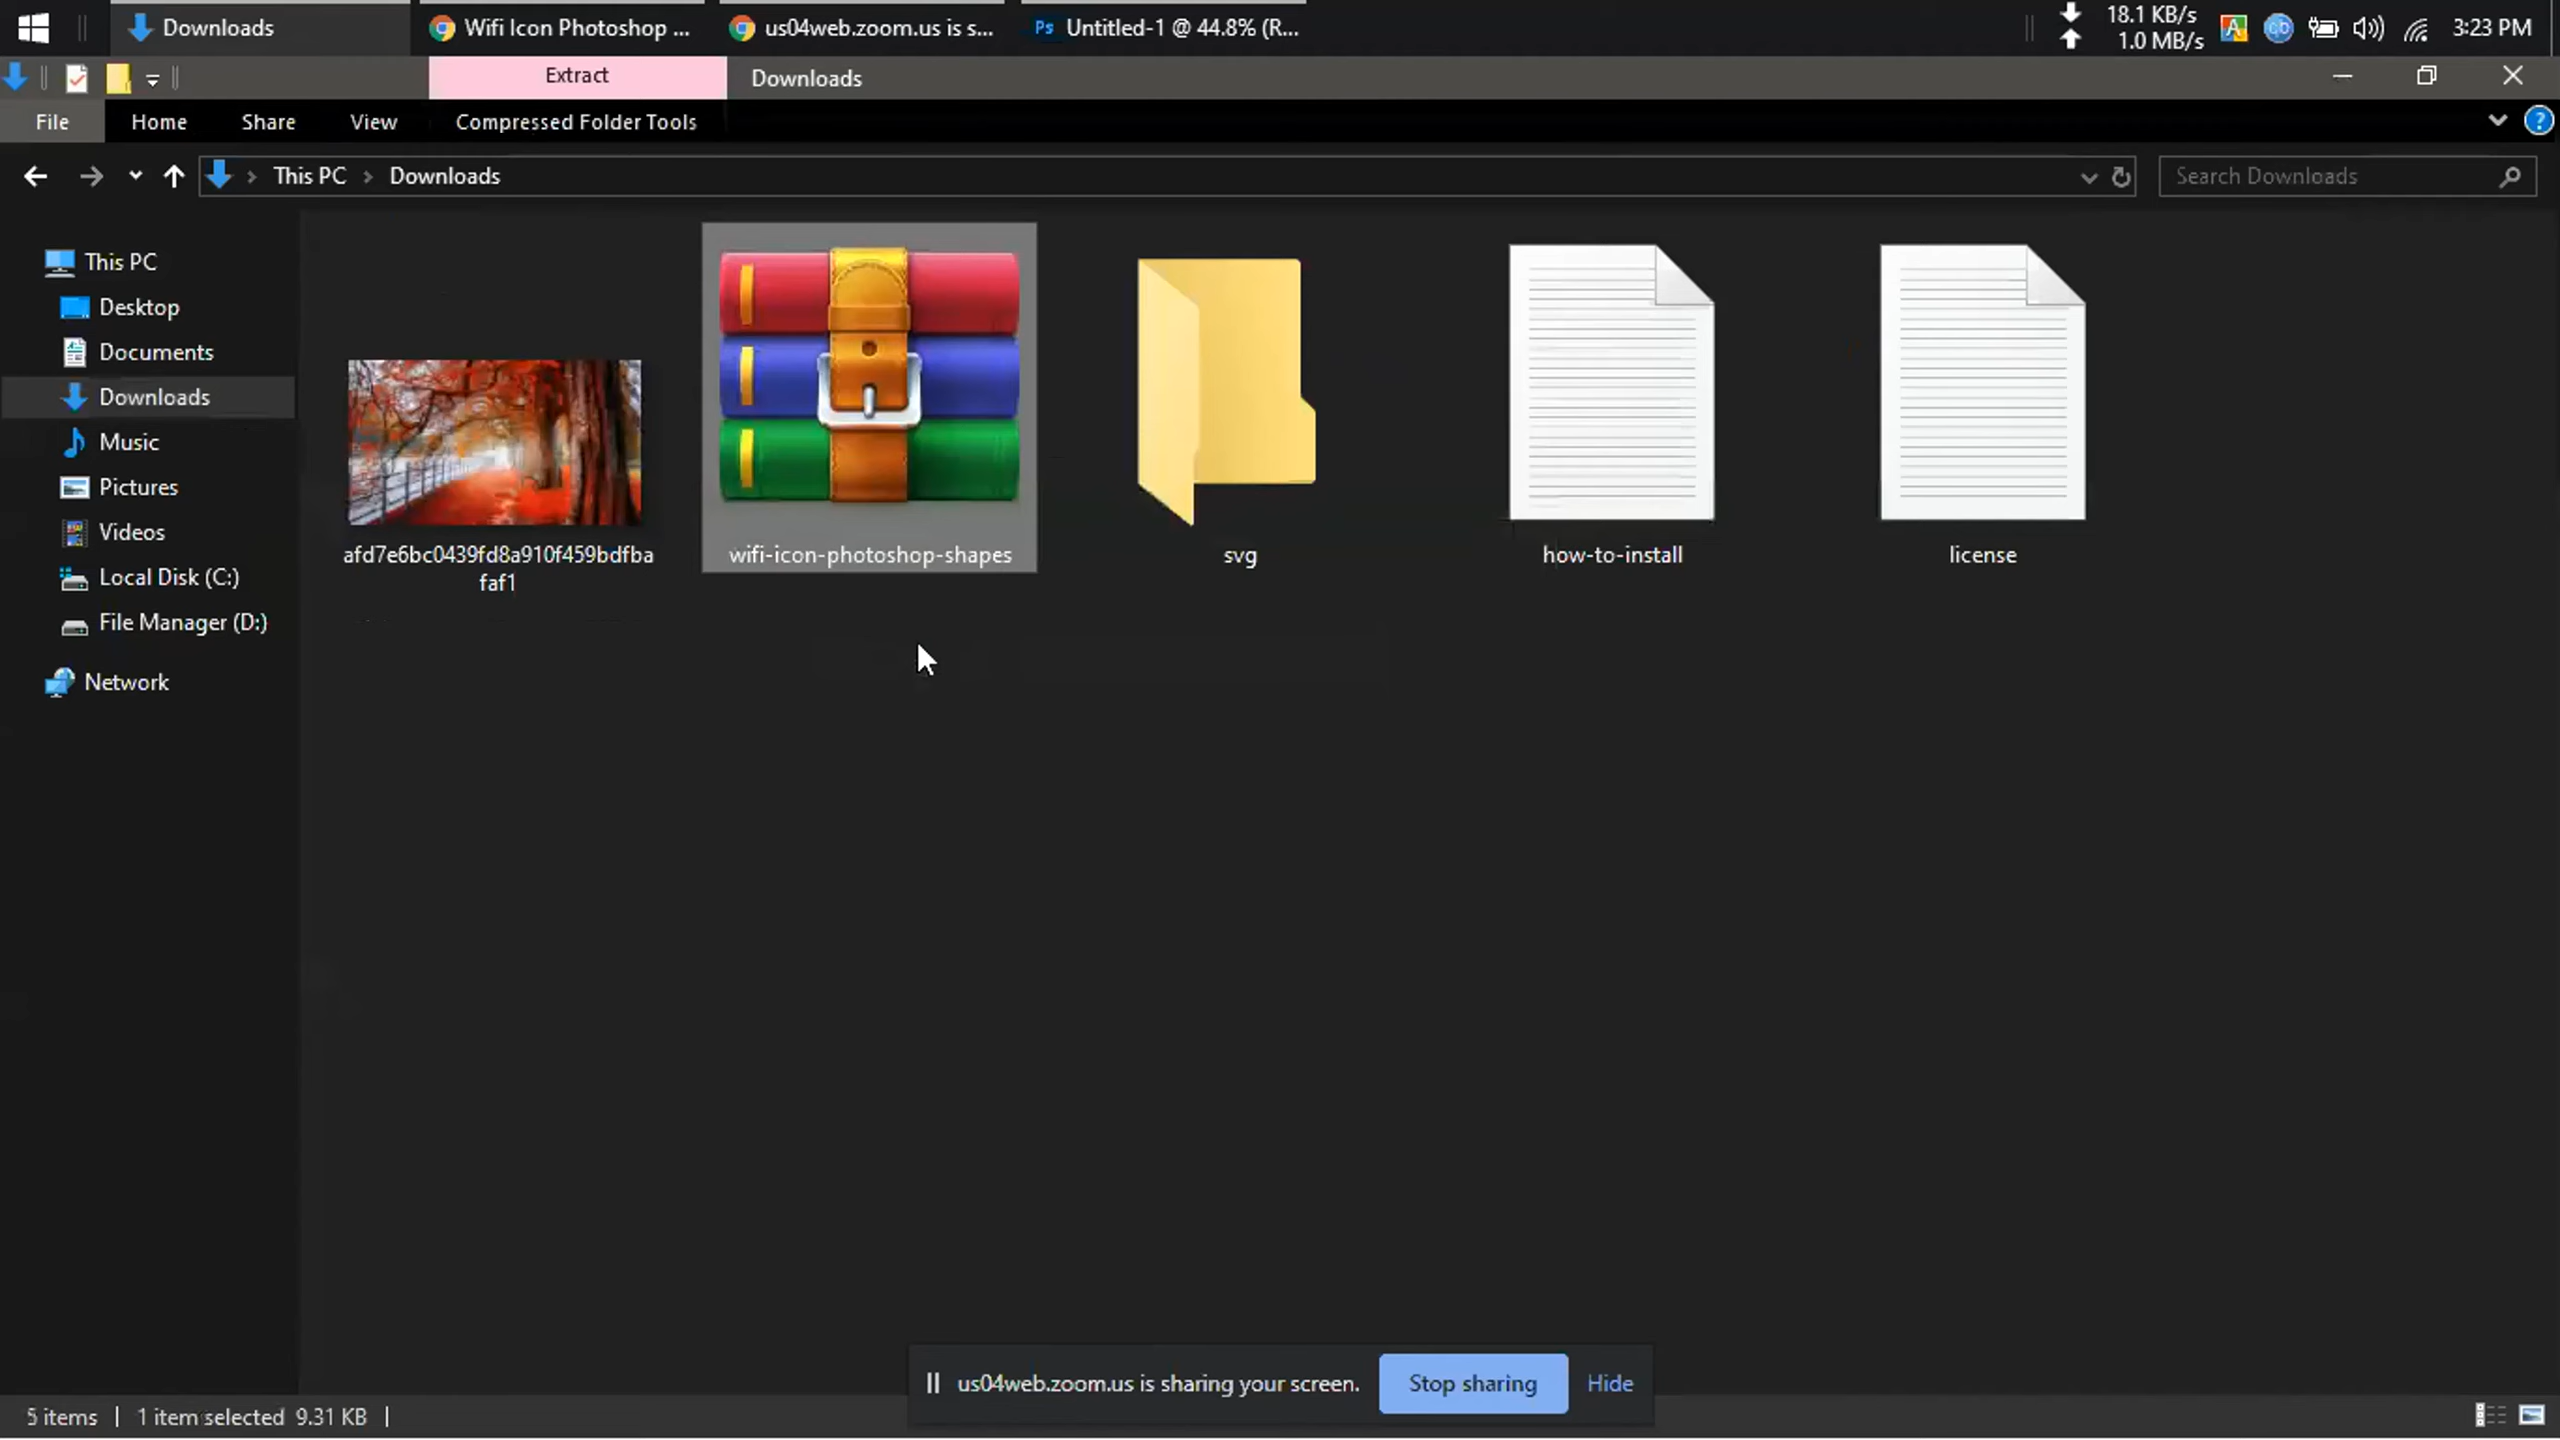 Downloads
Wifi Icon Photoshop ...
us04web.zoom.us is s...
Ps Untitled-1 @ 44.8% (R...
18.1 KB/s
1.0 MB/s
3:23 PM
Extract
Downloads
File
Home
Share
View
Compressed Folder Tools
This PC
Downloads
Search Downloads
This PC
Desktop
Documents
Downloads
Music
Pictures
Videos
Local Disk (C:)
File Manager (D:)
Network
afd7e6bc0439fd8a910f459bdfba
faf1
wifi-icon-photoshop-shapes
svg
how-to-install
license
us04web.zoom.us is sharing your screen.
Stop sharing
Hide
5 items
1 item selected 9.31 KB